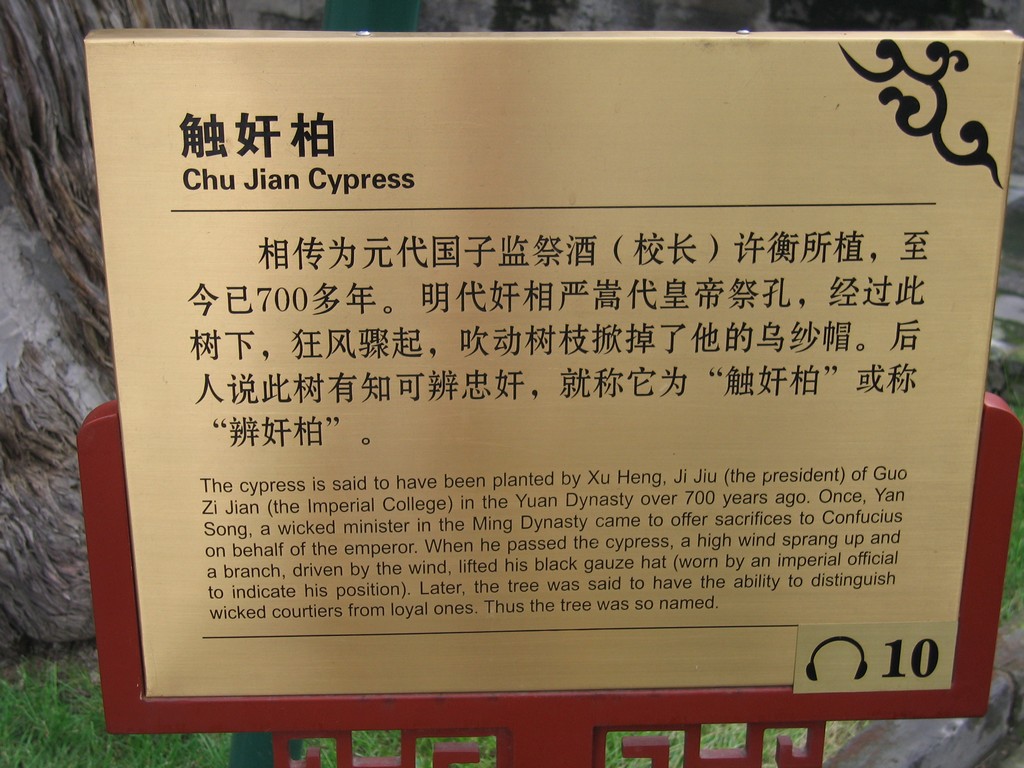 触奸柏
Chu Jian Cypress
相传为元代国子监祭酒（校长）许衡所植，至
今已700多年。明代奸相严嵩代皇帝祭孔，经过此
树下，狂风骤起，吹动树枝掀掉了他的乌纱帽。后
人说此树有知可辨忠奸，就称它为“触奸柏”或称
“辨奸柏”。
The cypress is said to have been planted by Xu Heng, Ji Jiu (the president) of Guo
Zi Jian (the Imperial College) in the Yuan Dynasty over 700 years ago. Once, Yan
Song, a wicked minister in the Ming Dynasty came to offer sacrifices to Confucius
on behalf of the emperor. When he passed the cypress, a high wind sprang up and
a branch, driven by the wind, lifted his black gauze hat (worn by an imperial official
to indicate his position). Later, the tree was said to have the ability to distinguish
wicked courtiers from loyal ones. Thus the tree was so named.
10